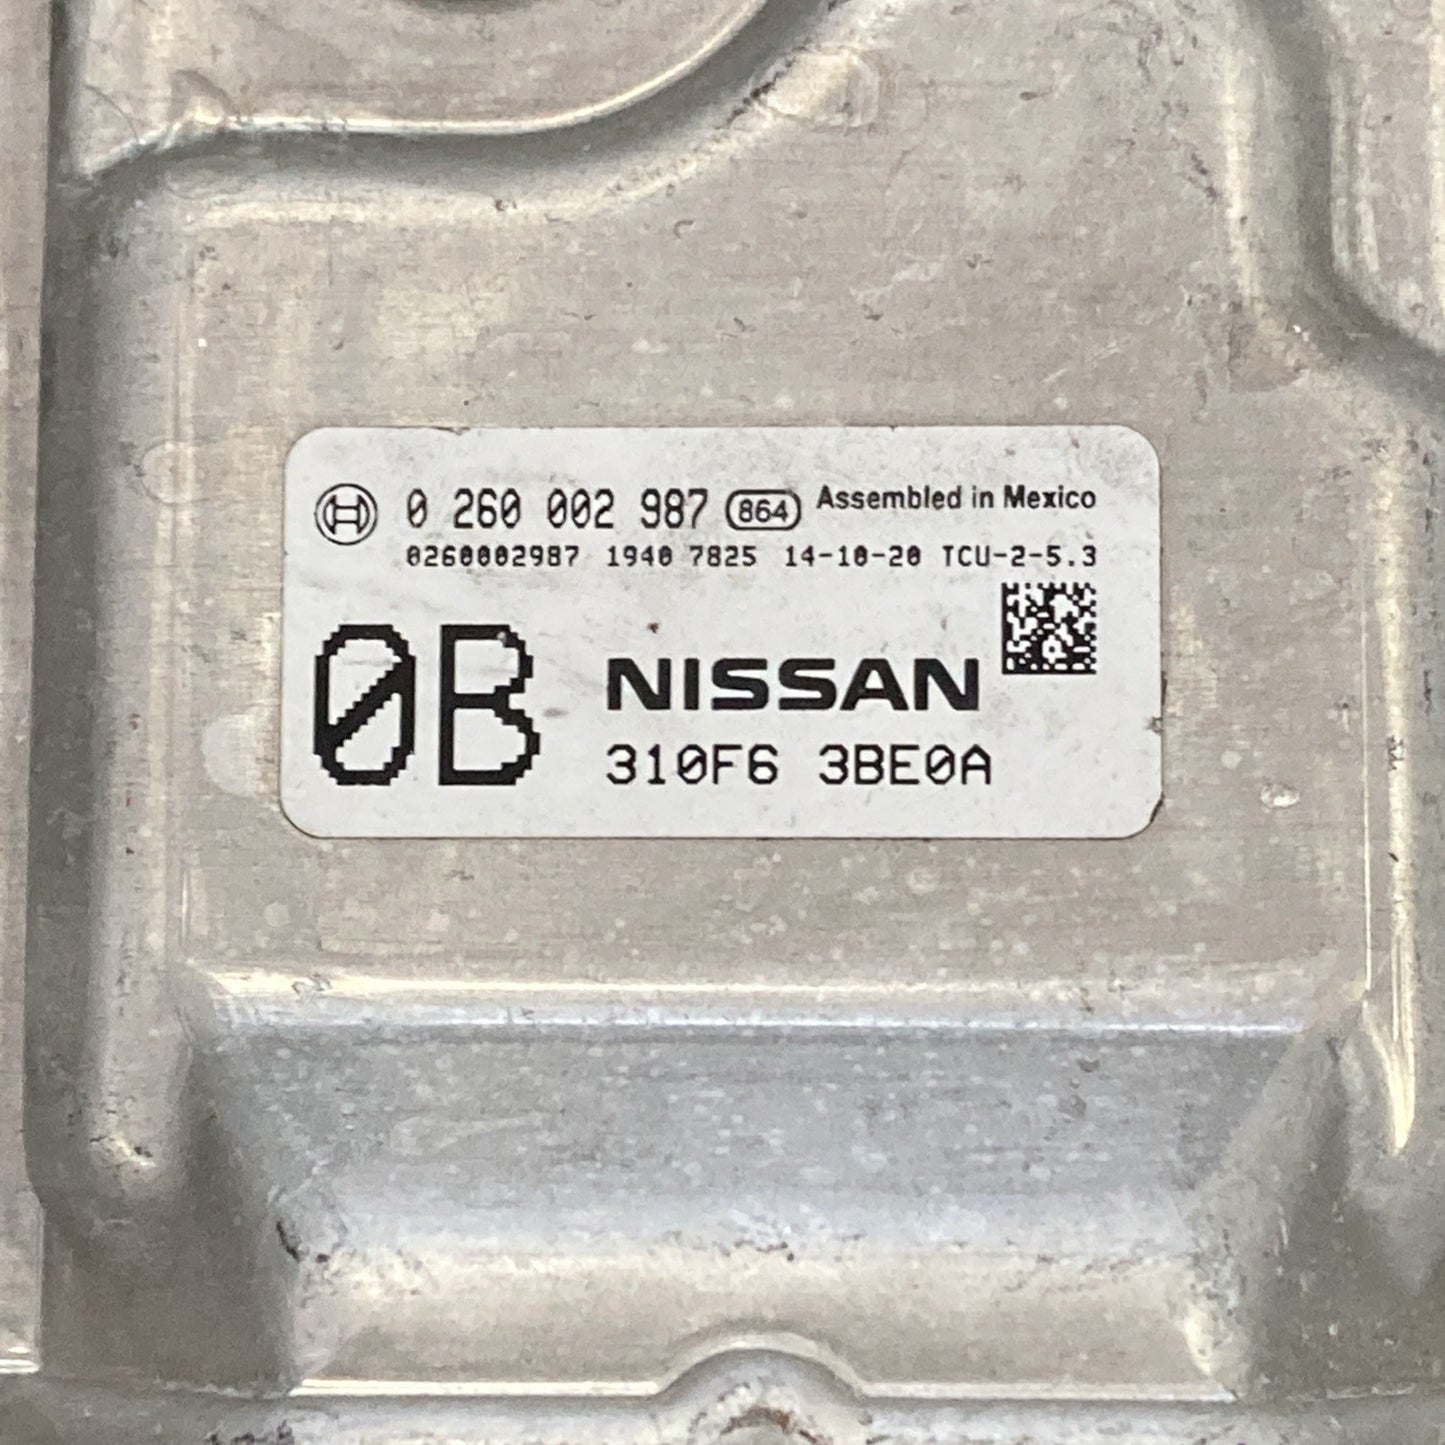 0 260 002 987 864 Assembled in Mexico
0260002987 1940 7825 14-10-20 TCU-2-5.3
0B
NISSAN
310F6 3BE0A